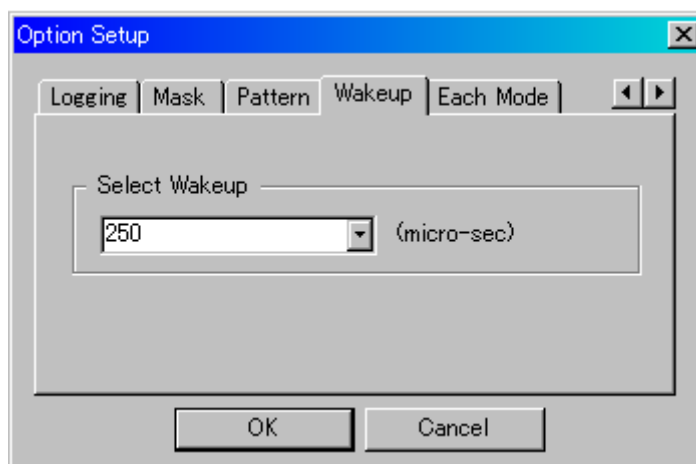 Option Setup
Logging Mask Pattern Wakeup Each Mode
Select Wakeup
250 (micro-sec)
OK Cancel